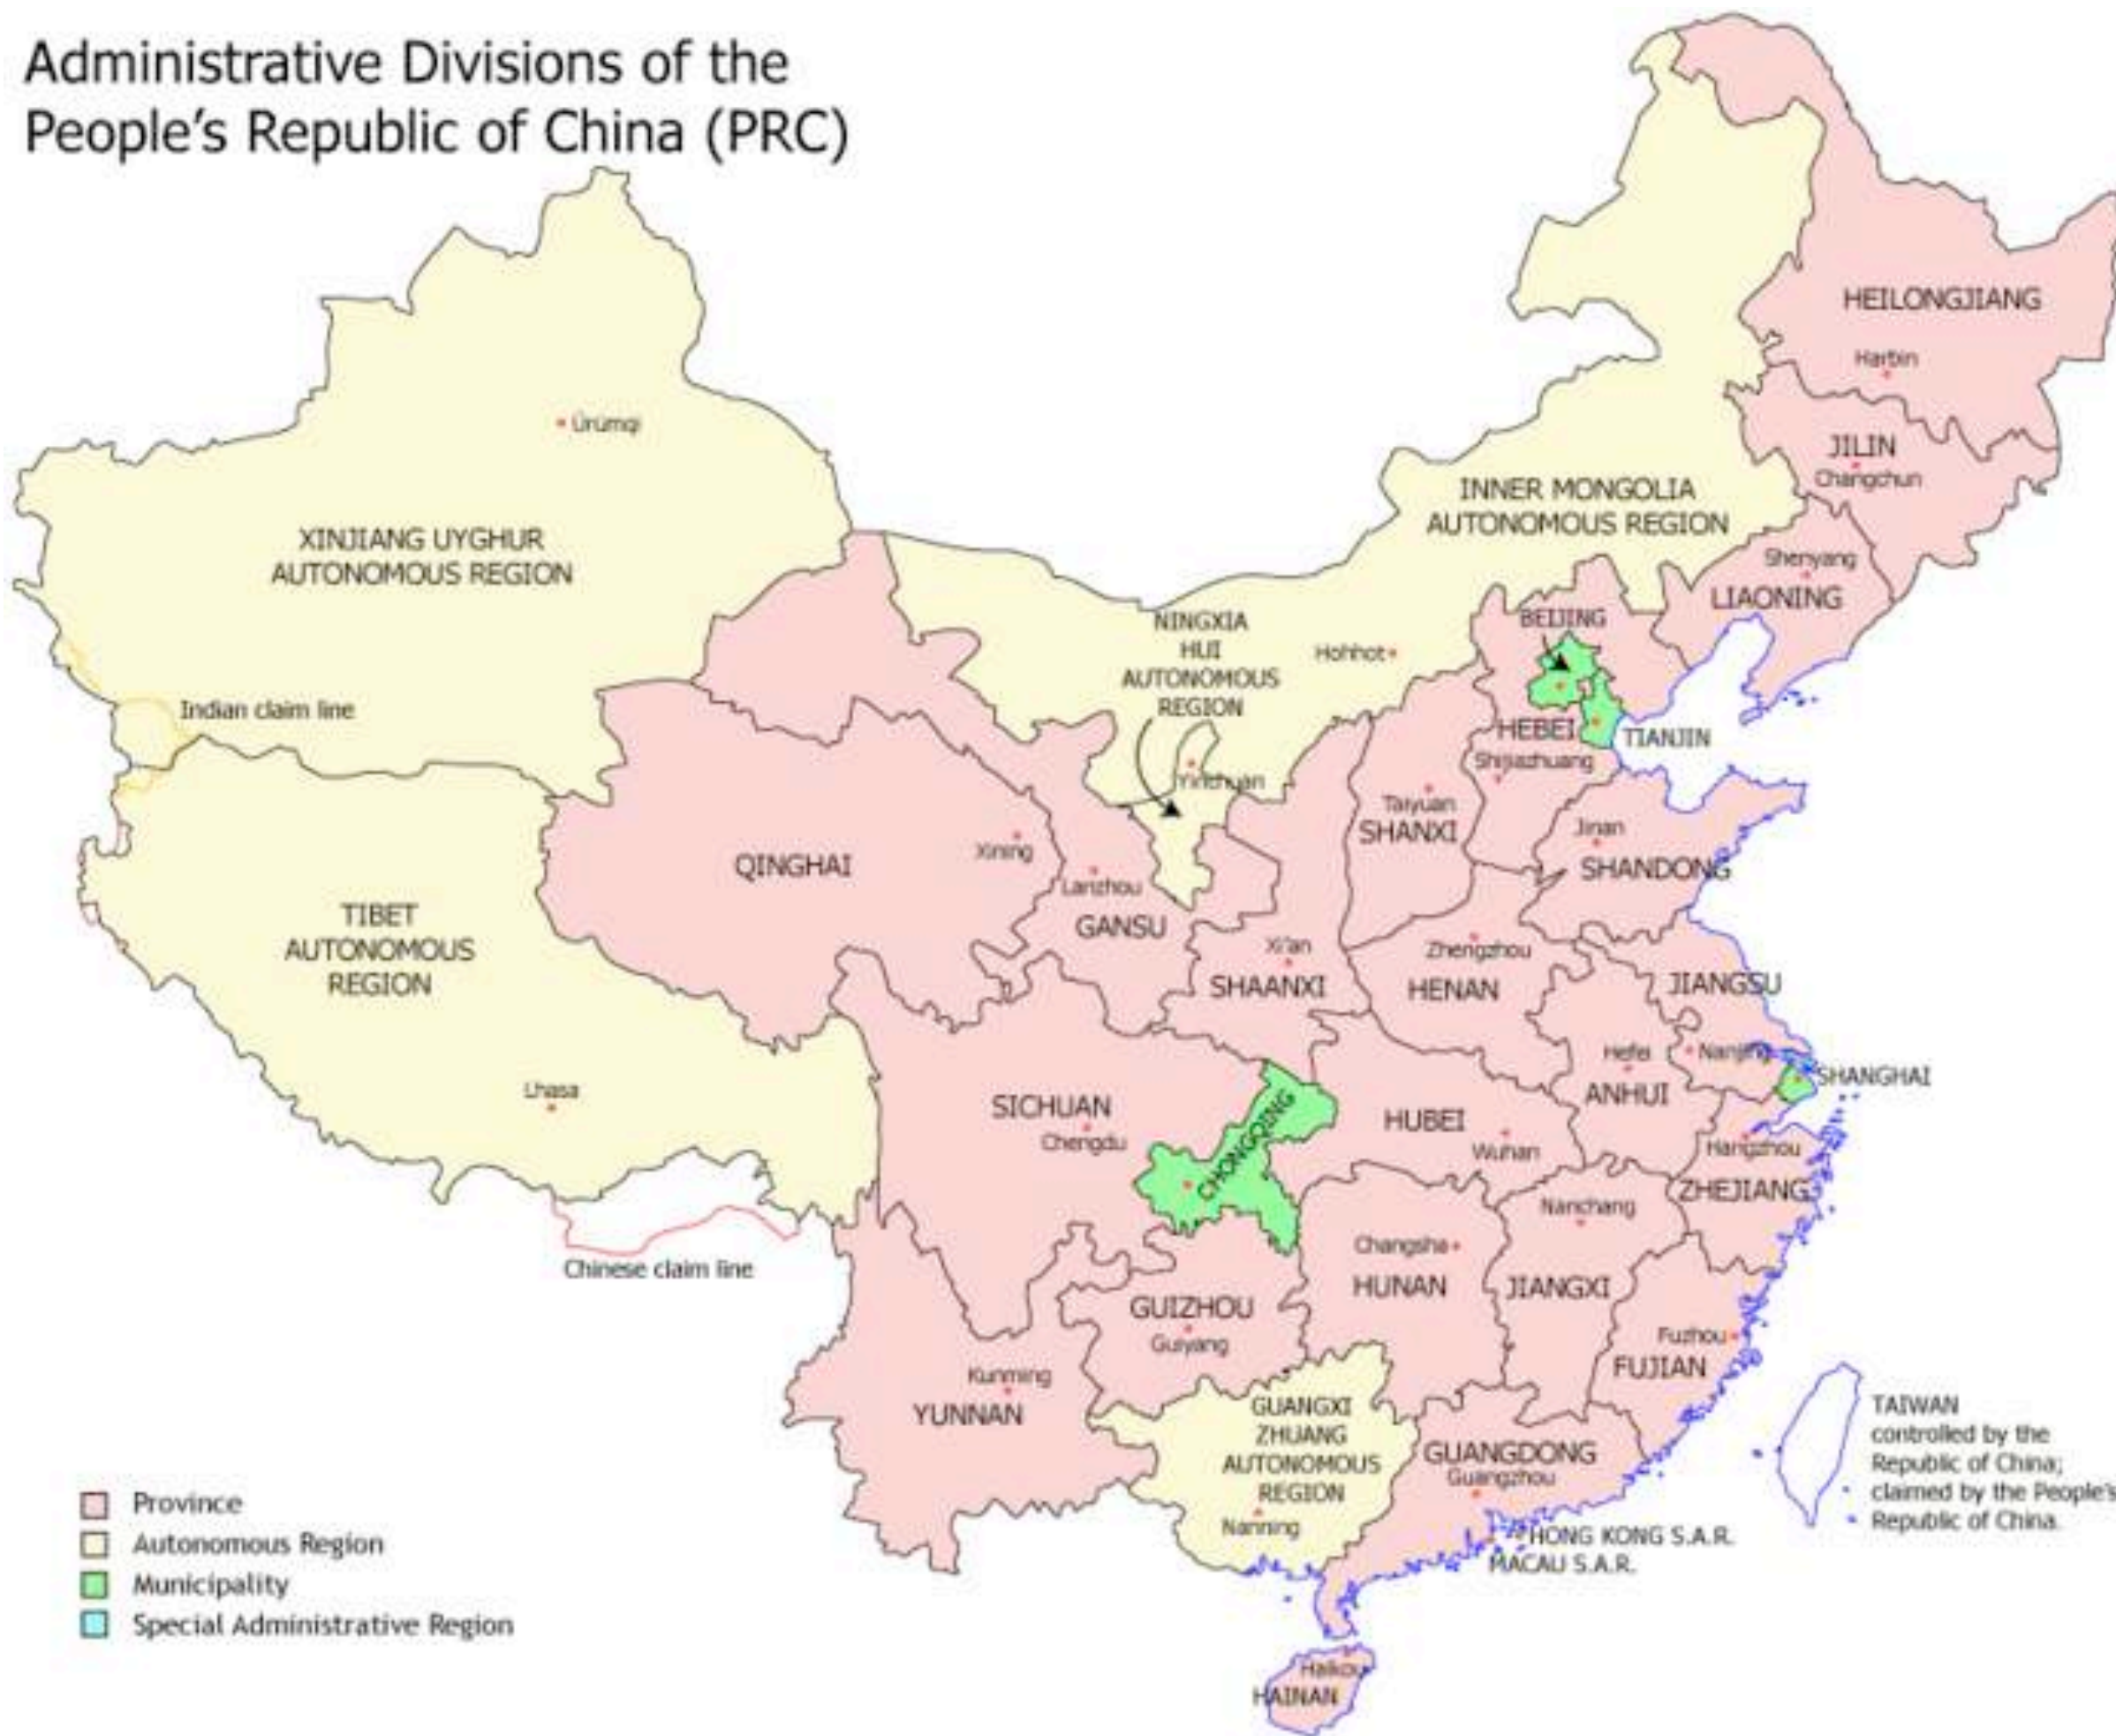 Administrative Divisions of the
People's Republic of China (PRC)
HEILONGJIANG
Harbin
Ürümqi
JILIN
Changchun
INNER MONGOLIA
AUTONOMOUS REGION
XINJIANG UYGHUR
AUTONOMOUS REGION
Shenyang
LIAONING
BEIJING
NINGXIA
HUI
AUTONOMOUS
REGION
Hohhot
Indian claim line
HEBEI
TIANJIN
Shijiazhuang
Yinchuan
Taiyuan
SHANXI
Jinan
SHANDONG
QINGHAI
Xining
Lanzhou
GANSU
TIBET
AUTONOMOUS
REGION
Xi'an
SHAANXI
Zhengzhou
HENAN
JIANGSU
Hefei
Nanjing
ANHUI
SHANGHAI
Lhasa
SICHUAN
Chengdu
CHONGQING
HUBEI
Wuhan
Hangzhou
ZHEJIANG
Nanchang
Changsha
HUNAN
JIANGXI
Chinese claim line
GUIZHOU
Guiyang
Fuzhou
FUJIAN
Kunming
YUNNAN
GUANGXI
ZHUANG
AUTONOMOUS
REGION
Nanning
GUANGDONG
Guangzhou
TAIWAN
controlled by the
Republic of China;
claimed by the People's
Republic of China.
HONG KONG S.A.R.
MACAU S.A.R.
Province
Autonomous Region
Municipality
Special Administrative Region
Haikou
HAINAN